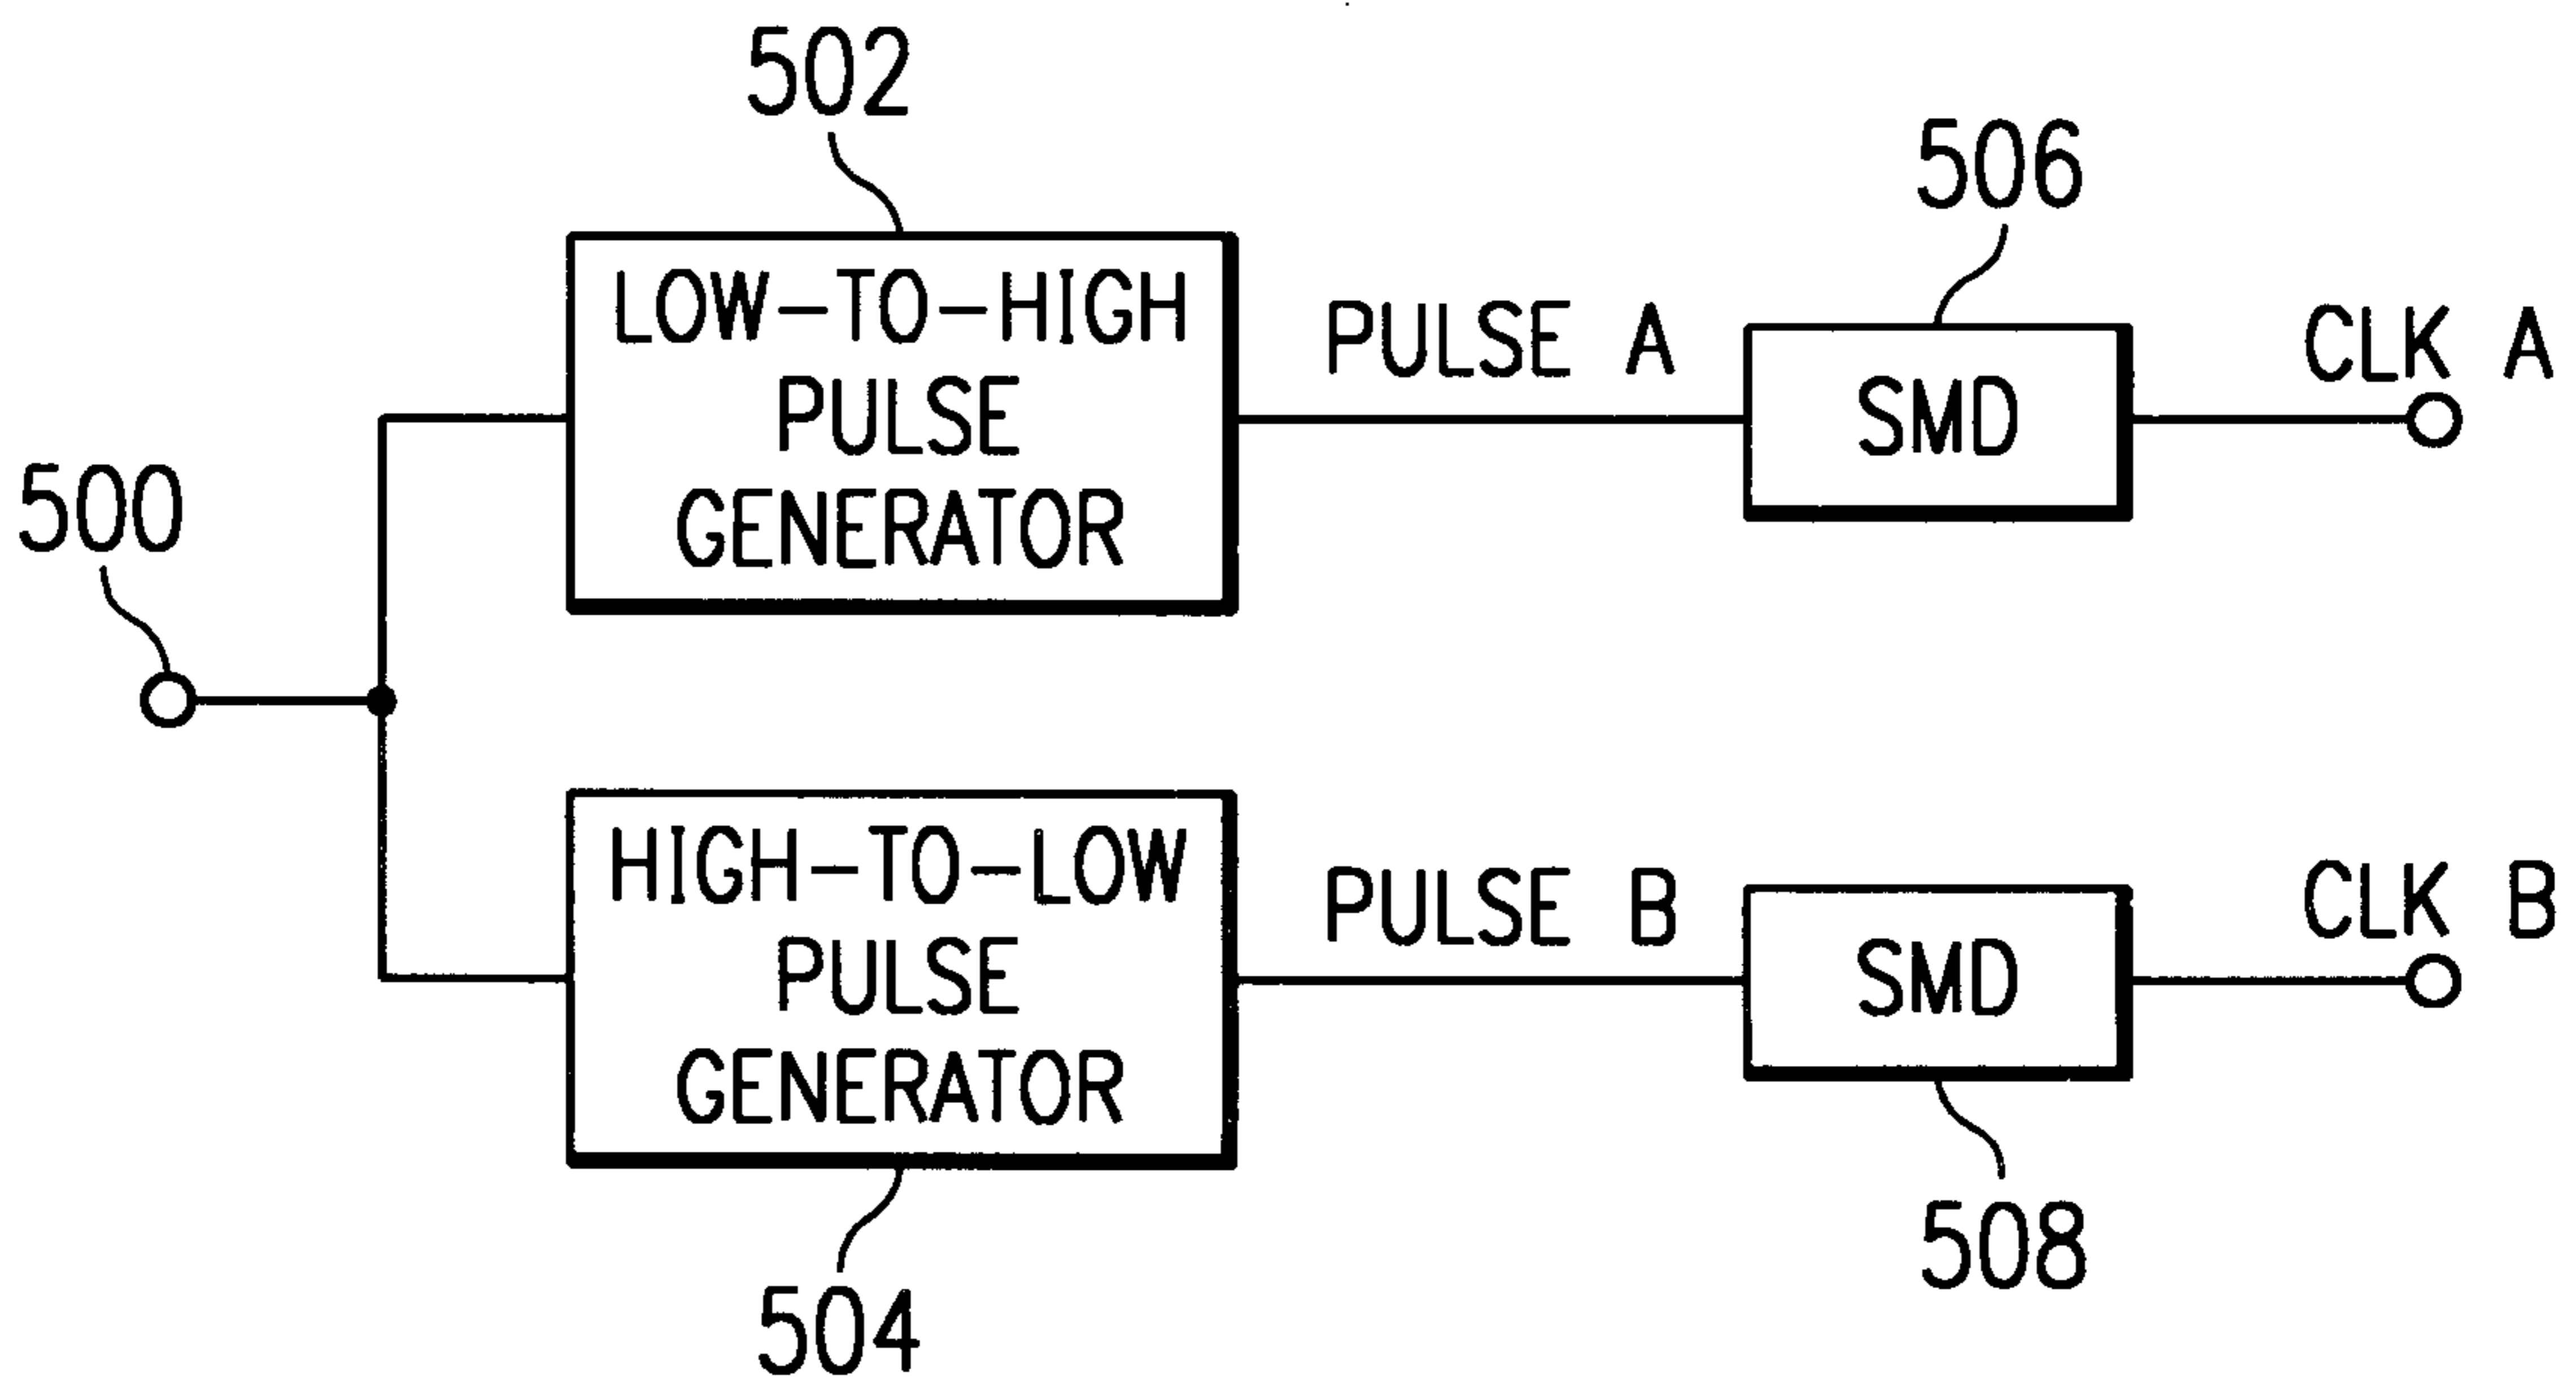 502
506
LOW-TO-HIGH
PULSE
GENERATOR
PULSE A
SMD
CLK A
500
HIGH-TO-LOW
PULSE
GENERATOR
PULSE B
SMD
CLK B
504
508